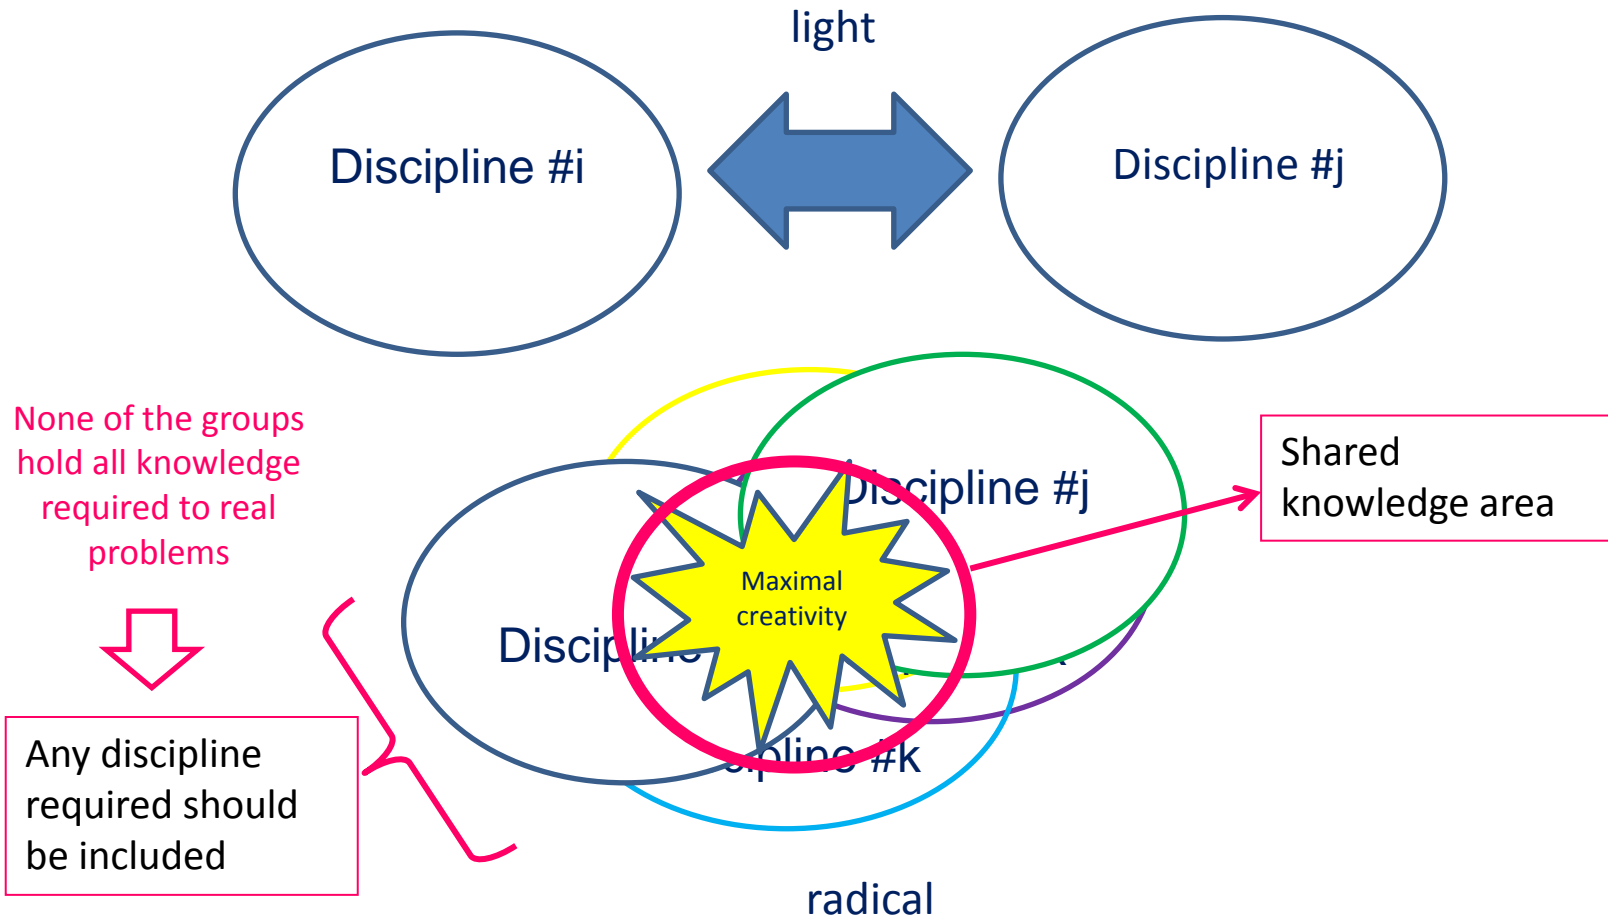 light
Discipline #i
Discipline #j
None of the groups
hold all knowledge
required to real
problems
Discipline #j
Shared
knowledge area
Maximal
creativity
Discipline
#k
Any discipline
required should
be included
radical